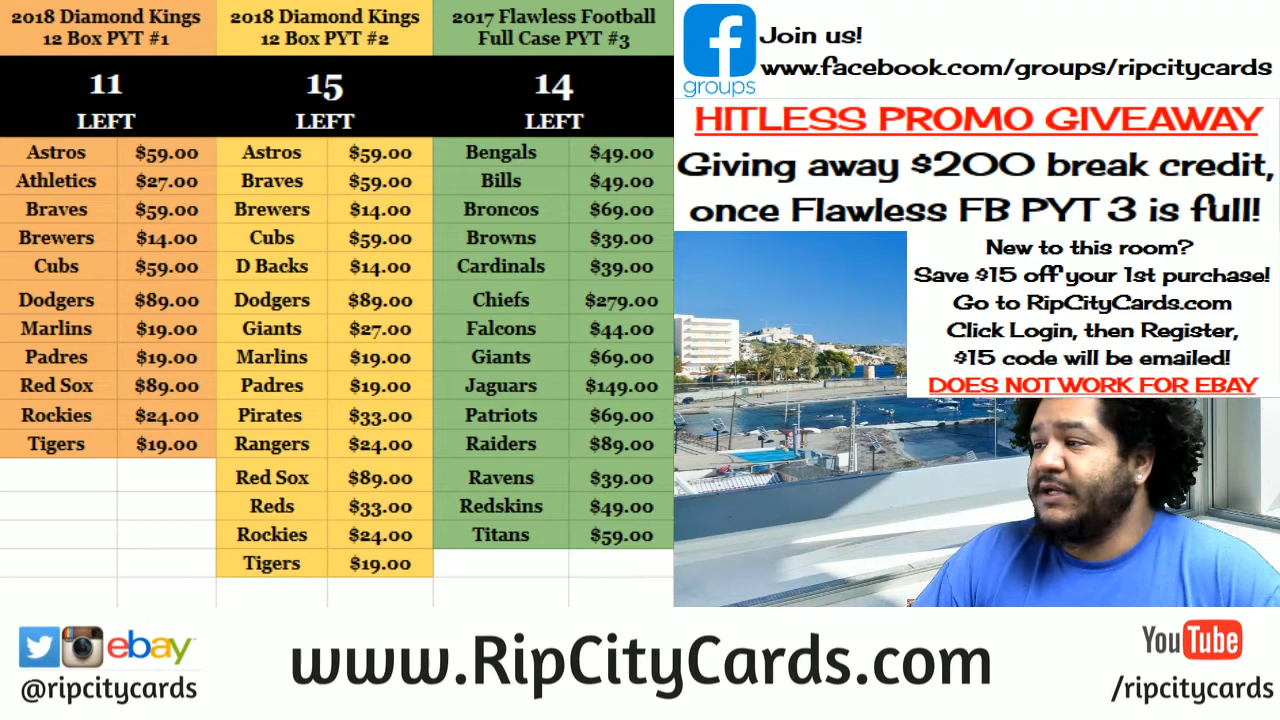 2018 Diamond Kings
12 Box PYT #1
11
LEFT
Astros $59.00
Athletics $27.00
Braves $59.00
Brewers $14.00
Cubs $59.00
Dodgers $89.00
Marlins $19.00
Padres $19.00
Red Sox $89.00
Rockies $24.00
Tigers $19.00
2018 Diamond Kings
12 Box PYT #2
15
LEFT
Astros $59.00
Braves $59.00
Brewers $14.00
Cubs $59.00
D Backs $14.00
Dodgers $89.00
Giants $27.00
Marlins $19.00
Padres $19.00
Pirates $33.00
Rangers $24.00
Red Sox $89.00
Reds $33.00
Rockies $24.00
Tigers $19.00
2017 Flawless Football
Full Case PYT #3
14
LEFT
Bengals $49.00
Bills $49.00
Broncos $69.00
Browns $39.00
Cardinals $39.00
Chiefs $279.00
Falcons $44.00
Giants $69.00
Jaguars $149.00
Patriots $69.00
Raiders $89.00
Ravens $39.00
Redskins $49.00
Titans $59.00
groups
Join us!
www.facebook.com/groups/ripcitycards
HITLESS PROMO GIVEAWAY
Giving away $200 break credit,
once Flawless FB PYT 3 is full!
New to this room?
Save $15 off your 1st purchase!
Go to RipCityCards.com
Click Login, then Register,
$15 code will be emailed!
DOES NOT WORK FOR EBAY
ebay
@ripcitycards
www.RipCityCards.com
YouTube
/ripcitycards